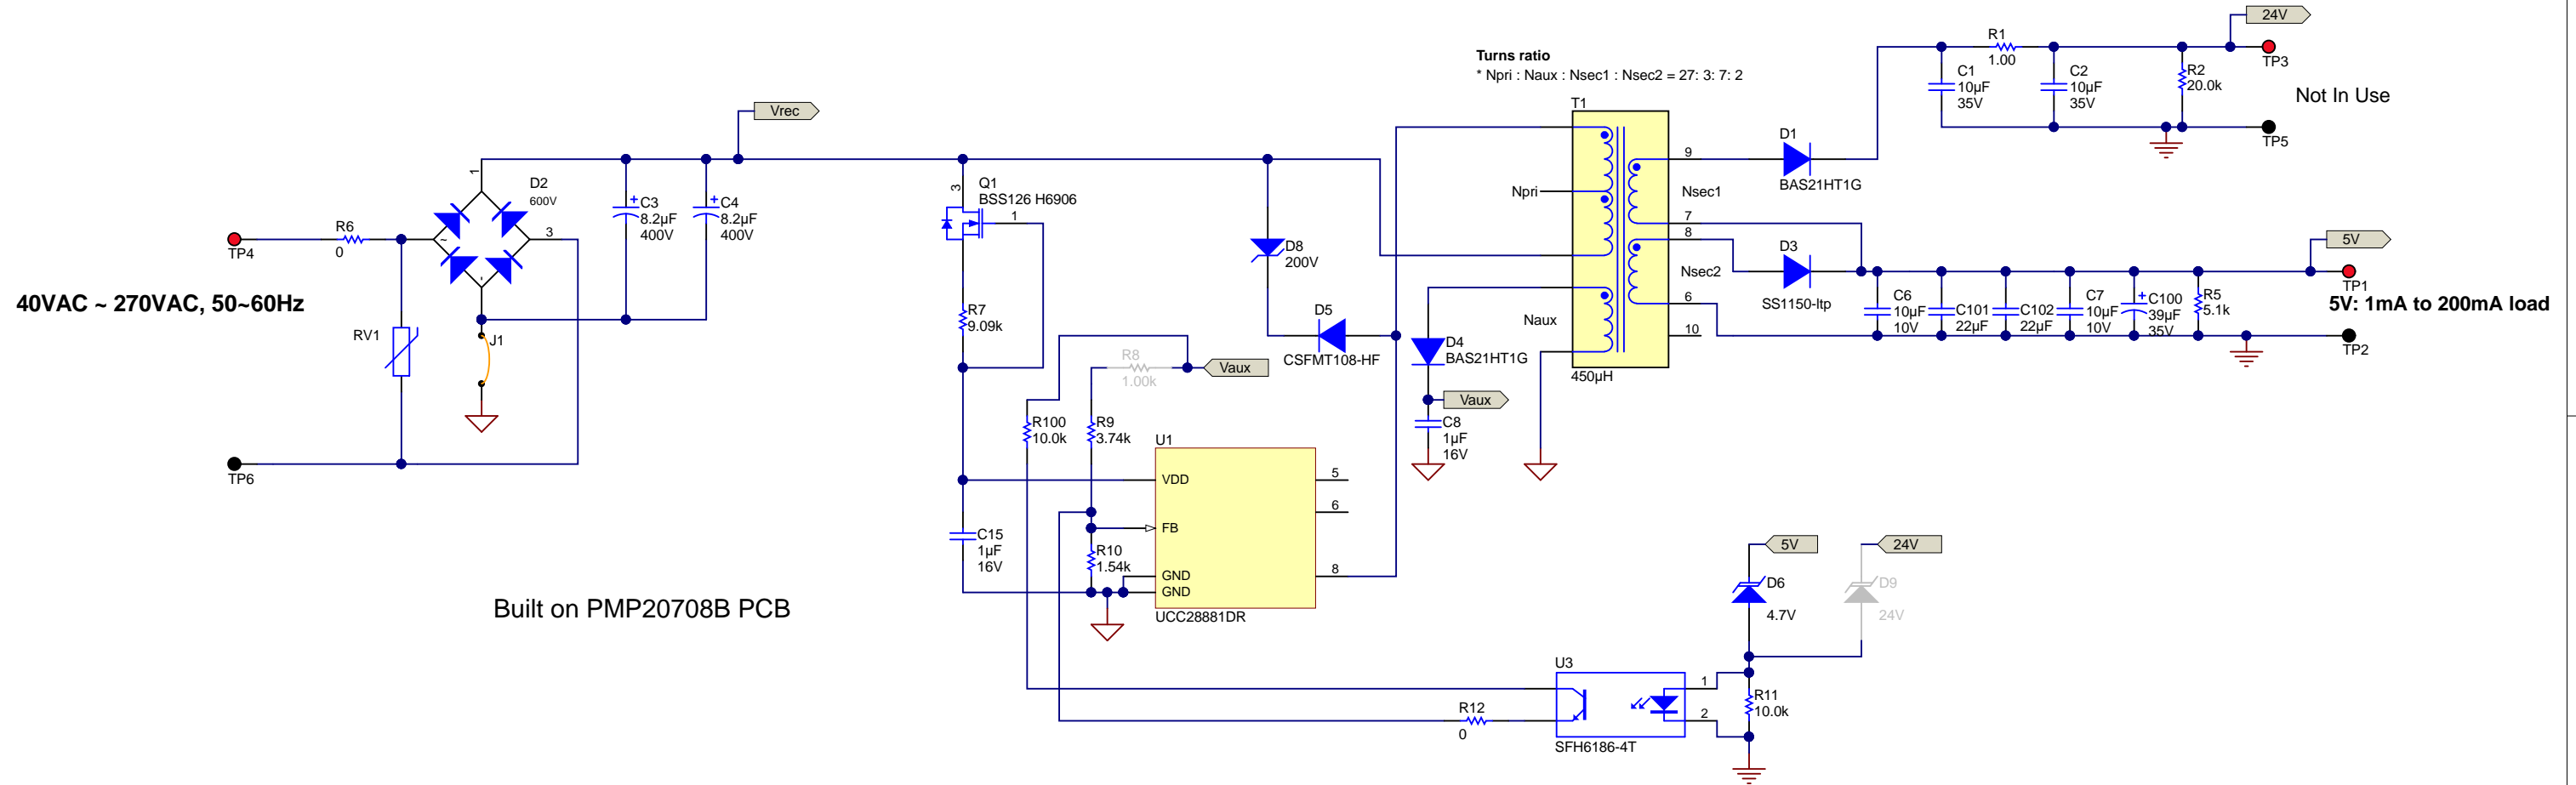 24V
R1
1.00
TP3
C1
10µF
35V
C2
10µF
35V
R2
20.0k
Not In Use
TP5
Turns ratio
* Npri : Naux : Nsec1 : Nsec2 = 27: 3: 7: 2
T1
Vrec
1
D2
600V
+
C3
8.2µF
400V
+
C4
8.2µF
400V
3
Q1
BSS126 H6906
1
Npri
9
Nsec1
7
D1
BAS21HT1G
TP4
R6
0
~
3
-
D8
200V
8
Nsec2
6
10
D3
SS1150-ltp
5V
TP1
40VAC ~ 270VAC, 50~60Hz
RV1
J1
R7
9.09k
D5
CSFMT108-HF
Naux
D4
BAS21HT1G
450µH
C6
10µF
10V
C101
22µF
C102
22µF
C7
10µF
10V
+
C100
39µF
35V
R5
5.1k
5V: 1mA to 200mA load
TP2
R8
1.00k
Vaux
Vaux
C8
1µF
16V
R100
10.0k
R9
3.74k
U1
TP6
VDD
5
6
FB
C15
1µF
16V
R10
1.54k
GND
GND
8
UCC28881DR
Built on PMP20708B PCB
5V
24V
D6
4.7V
D9
24V
U3
1
2
R11
10.0k
R12
0
SFH6186-4T